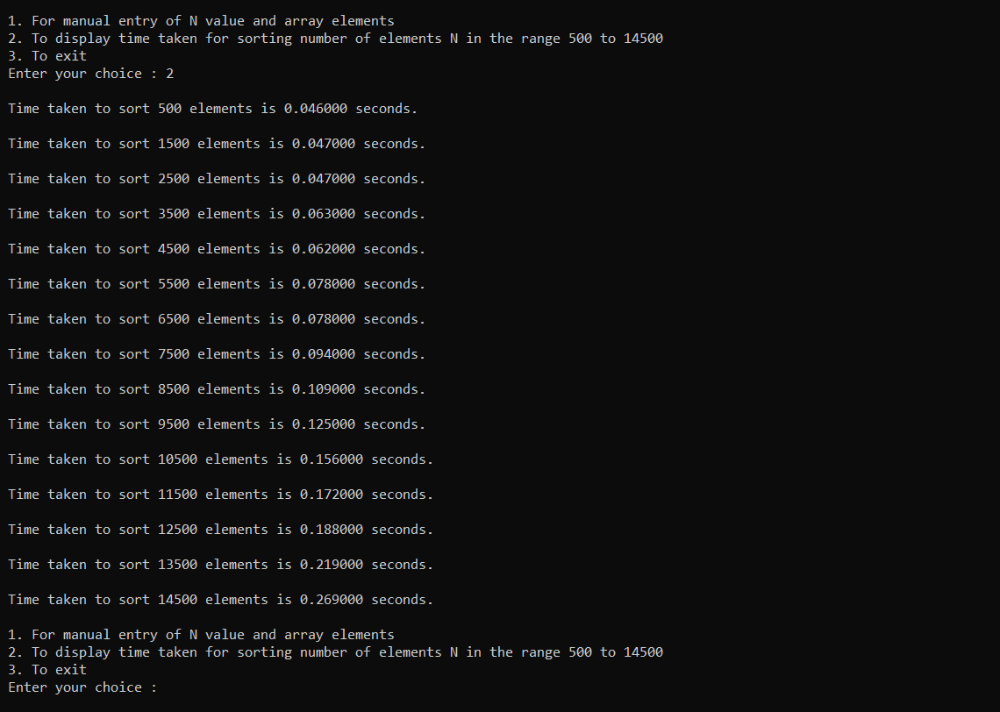 1. For manual entry of N value and array elements
2. To display time taken for sorting number of elements N in the range 500 to 14500
3. To exit
Enter your choice : 2
Time taken to sort 500 elements is 0.046000 seconds.
Time taken to sort 1500 elements is 0.047000 seconds.
Time taken to sort 2500 elements is 0.047000 seconds.
Time taken to sort 3500 elements is 0.063000 seconds.
Time taken to sort 4500 elements is 0.062000 seconds.
Time taken to sort 5500 elements is 0.078000 seconds.
Time taken to sort 6500 elements is 0.078000 seconds.
Time taken to sort 7500 elements is 0.094000 seconds.
Time taken to sort 8500 elements is 0.109000 seconds.
Time taken to sort 9500 elements is 0.125000 seconds.
Time taken to sort 10500 elements is 0.156000 seconds.
Time taken to sort 11500 elements is 0.172000 seconds.
Time taken to sort 12500 elements is 0.188000 seconds.
Time taken to sort 13500 elements is 0.219000 seconds.
Time taken to sort 14500 elements is 0.269000 seconds.
1. For manual entry of N value and array elements
2. To display time taken for sorting number of elements N in the range 500 to 14500
3. To exit
Enter your choice :